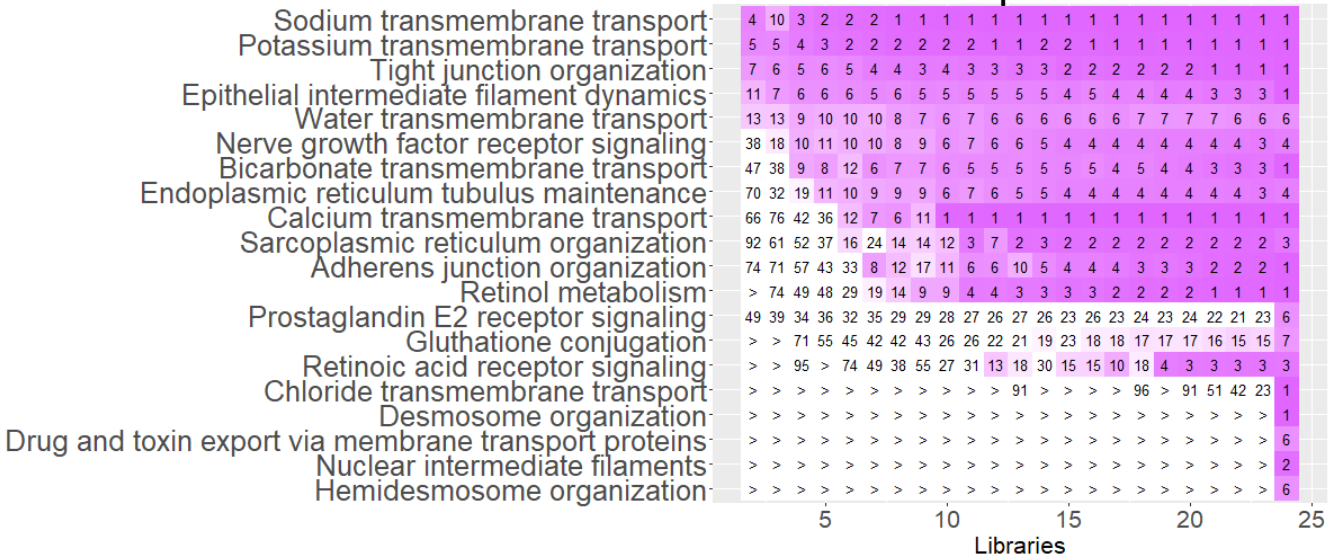 Sodium transmembrane transport 4 10 3 2 2 2 1 1 1 1 1 1 1 1 1 1 1 1 1 1 1 1 1
Potassium transmembrane transport 5 5 4 3 2 2 2 2 2 2 1 1 2 2 1 1 1 1 1 1 1 1 1
Tight junction organization 7 6 5 6 5 4 4 3 4 3 3 3 3 2 2 2 2 2 2 1 1 1 1
Epithelial intermediate filament dynamics 11 7 6 6 6 5 6 5 5 5 5 5 5 4 5 4 4 4 4 3 3 3 1
Water transmembrane transport 13 13 9 10 10 10 8 7 6 7 6 6 6 6 6 6 7 7 7 7 6 6 6
Nerve growth factor receptor signaling 38 18 10 11 10 10 8 9 6 7 6 6 5 4 4 4 4 4 4 4 4 3 4
Bicarbonate transmembrane transport 47 38 9 8 12 6 7 7 6 5 5 5 5 5 5 4 5 4 4 3 3 3 1
Endoplasmic reticulum tubulus maintenance 70 32 19 11 10 9 9 9 6 7 6 5 5 4 4 4 4 4 4 4 4 3 4
Calcium transmembrane transport 66 76 42 36 12 7 6 11 1 1 1 1 1 1 1 1 1 1 1 1 1 1 1
Sarcoplasmic reticulum organization 92 61 52 37 16 24 14 14 12 3 7 2 3 2 2 2 2 2 2 2 2 2 3
Adherens junction organization 74 71 57 43 33 8 12 17 11 6 6 10 5 4 4 4 3 3 3 2 2 2 1
Retinol metabolism > 74 49 48 29 19 14 9 9 4 4 3 3 3 3 2 2 2 2 1 1 1 1
Prostaglandin E2 receptor signaling 49 39 34 36 32 35 29 29 28 27 26 27 26 23 26 23 24 23 24 22 21 23 6
Gluthatione conjugation > > 71 55 45 42 42 43 26 26 22 21 19 23 18 18 17 17 17 16 15 15 7
Retinoic acid receptor signaling > > 95 > 74 49 38 55 27 31 13 18 30 15 15 10 18 4 3 3 3 3 3
Chloride transmembrane transport > > > > > > > > > > > 91 > > > > 96 > 91 51 42 23 1
Desmosome organization > > > > > > > > > > > > > > > > > > > > > > 1
Drug and toxin export via membrane transport proteins > > > > > > > > > > > > > > > > > > > > > > 6
Nuclear intermediate filaments > > > > > > > > > > > > > > > > > > > > > > 2
Hemidesmosome organization > > > > > > > > > > > > > > > > > > > > > > 6
5 10 15 20 25
Libraries